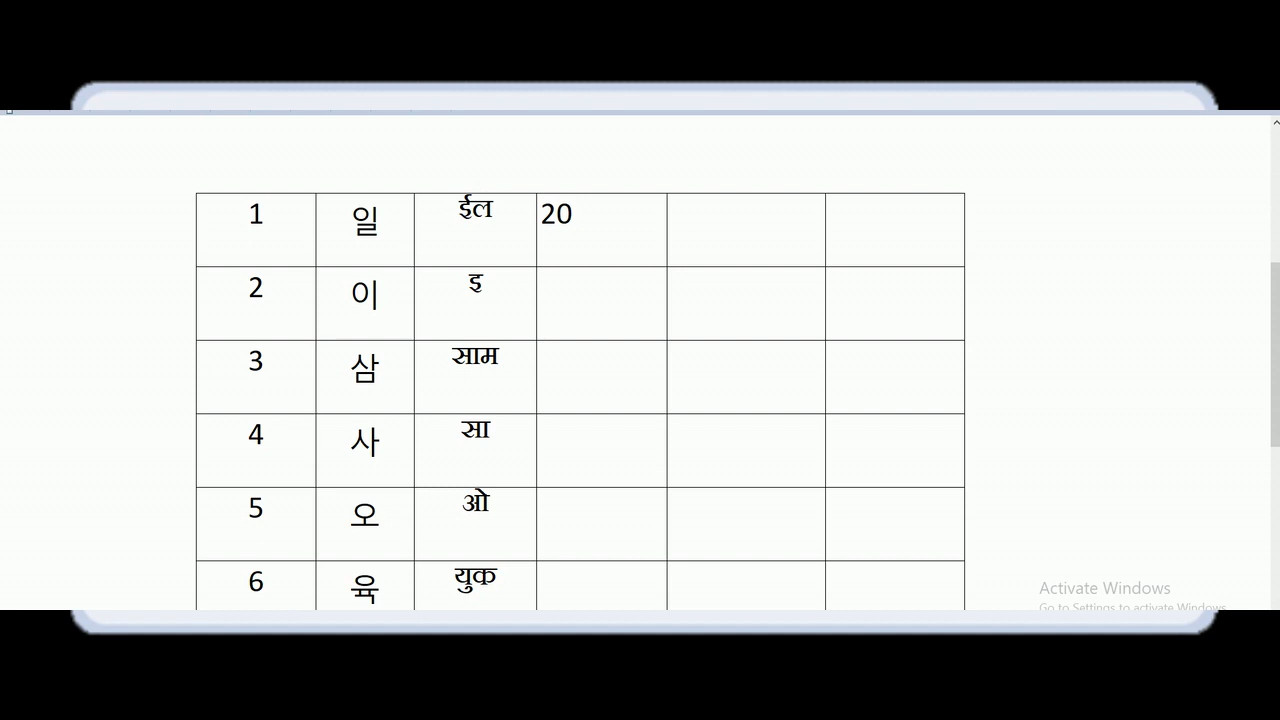 1 일 ईल 20
2 이 इ
3 삼 साम
4 사 सा
5 오 ओ
6 육 युक
Activate Windows
Go to Settings to activate Windows.